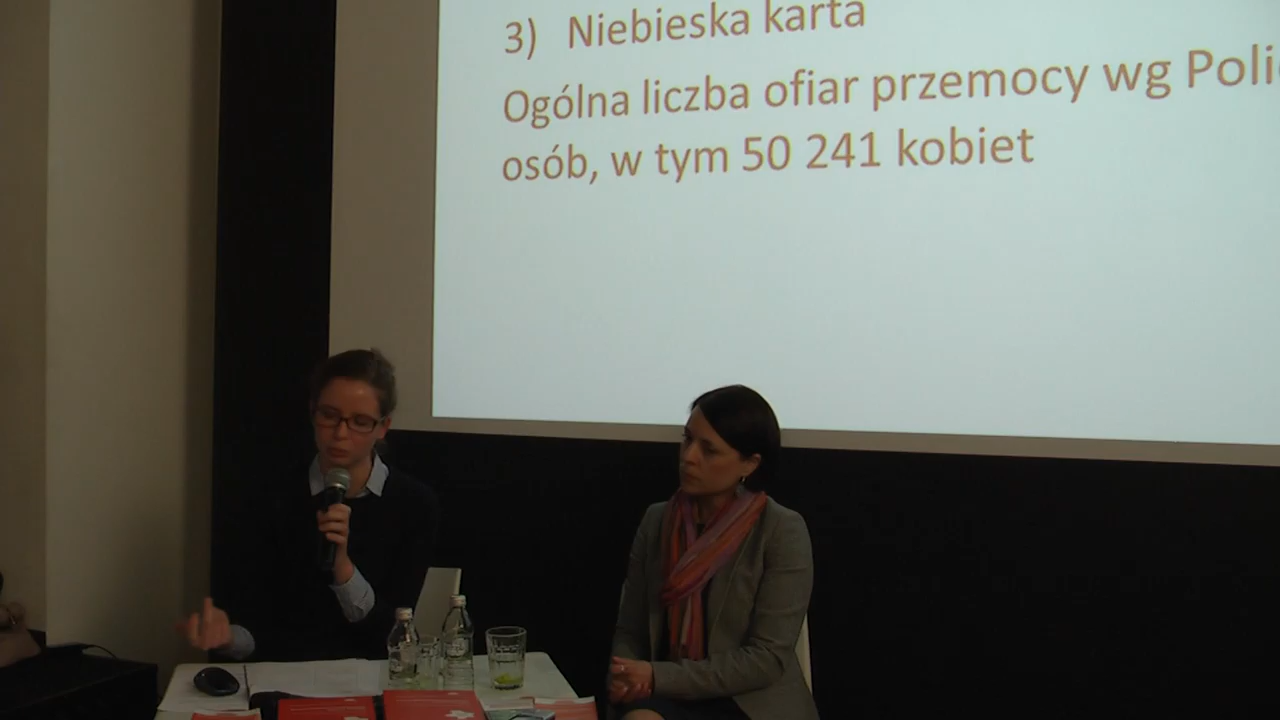 3) Niebieska karta
Ogólna liczba ofiar przemocy wg Poli
osób, w tym 50 241 kobiet